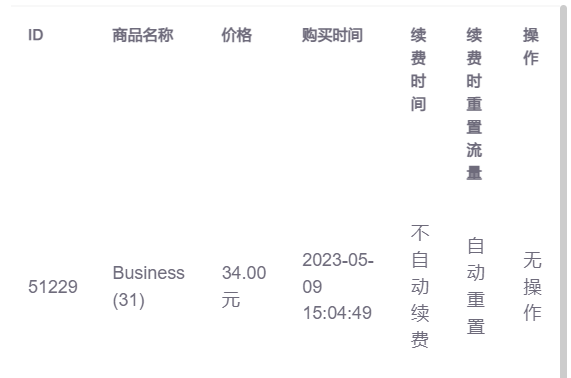 ID
商品名称
价格
购买时间
续
费
时
间
续
费
时
重
置
流
量
操
作
51229
Business
(31)
34.00
元
2023-05-
09
15:04:49
不
自
动
续
费
自
动
重
置
无
操
作